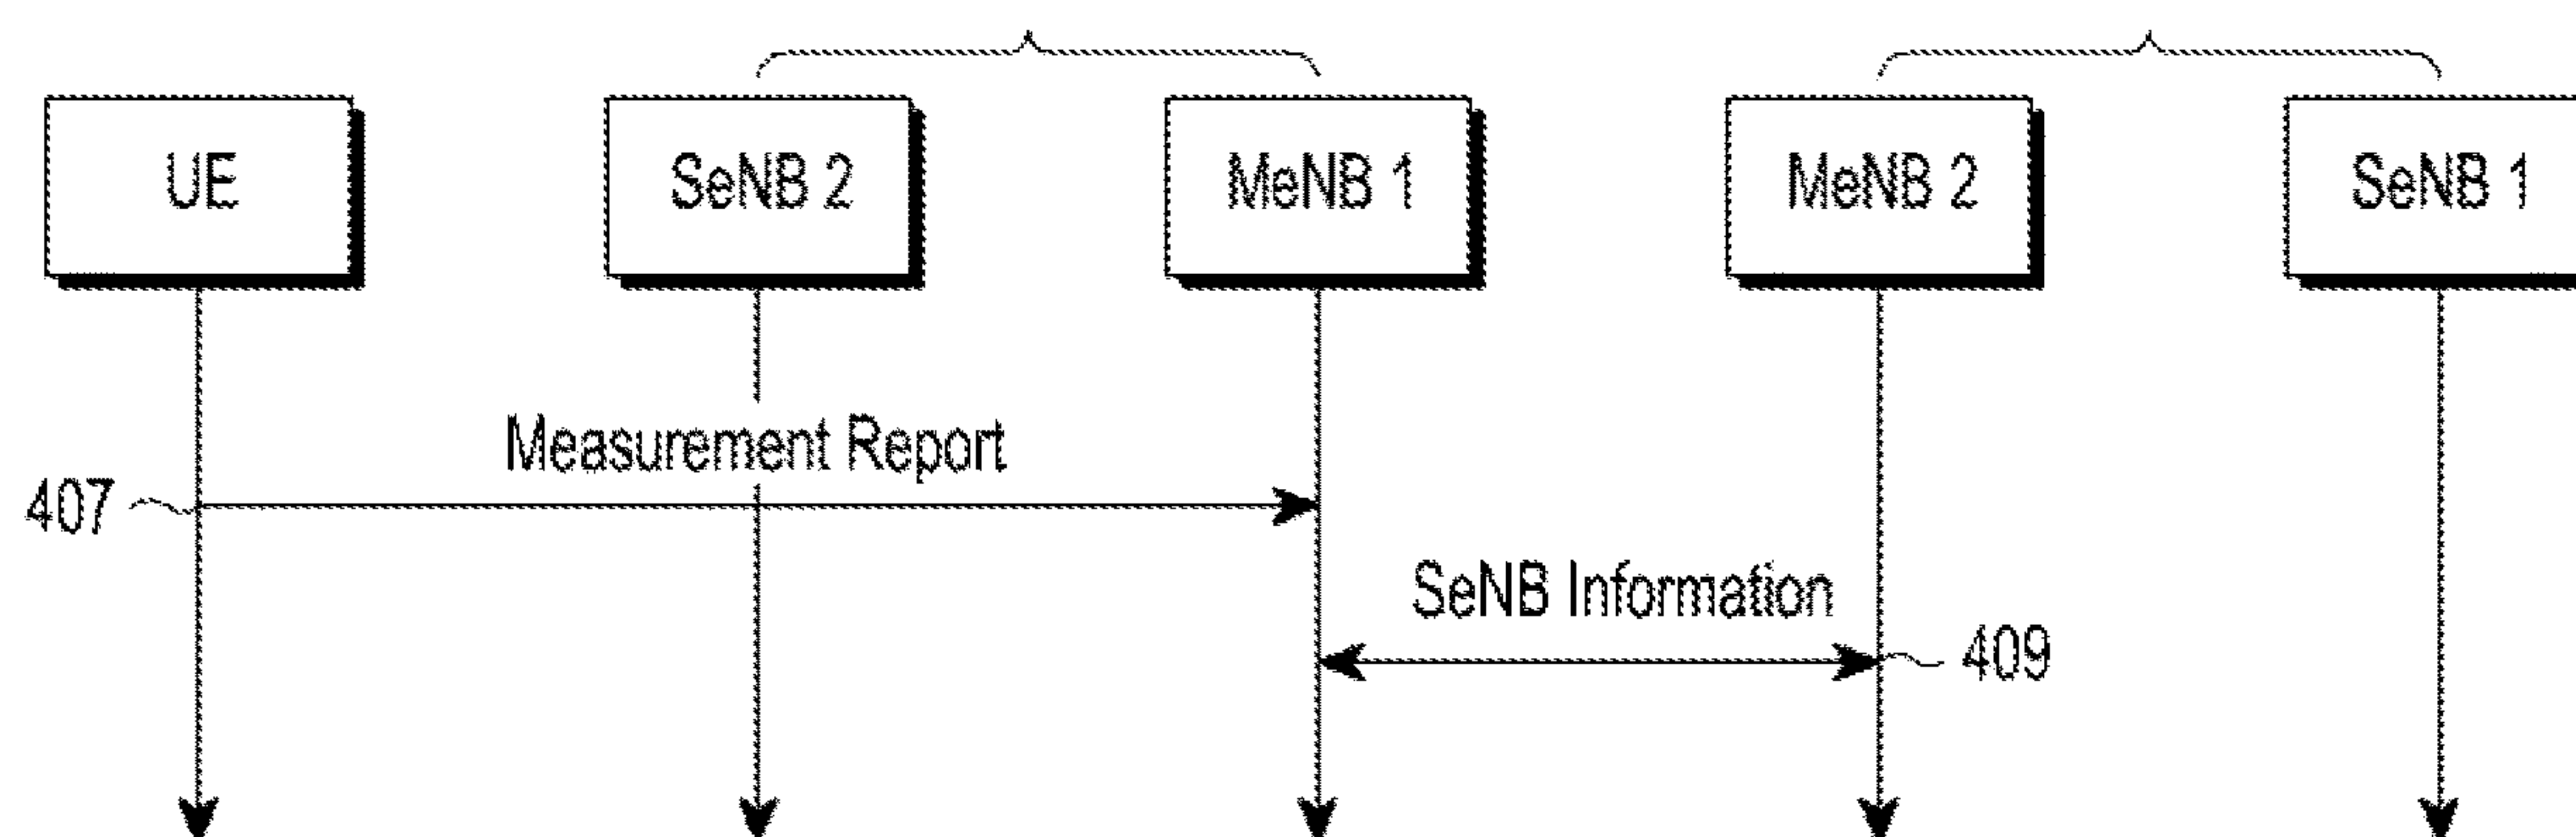 UE
SeNB 2
MeNB 1
MeNB 2
SeNB 1
Measurement Report
407
SeNB Information
409